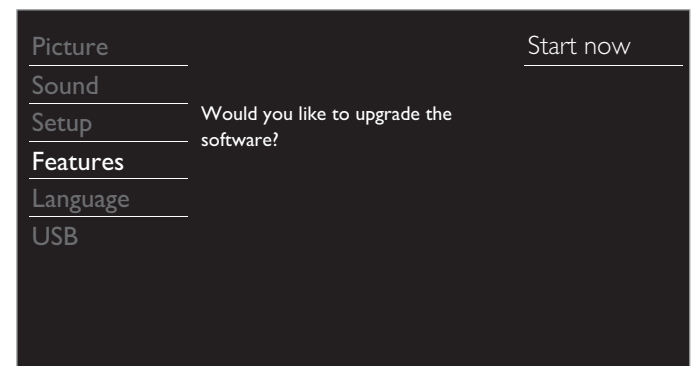 Picture
Sound
Setup
Features
Language
USB
Would you like to upgrade the
software?
Start now